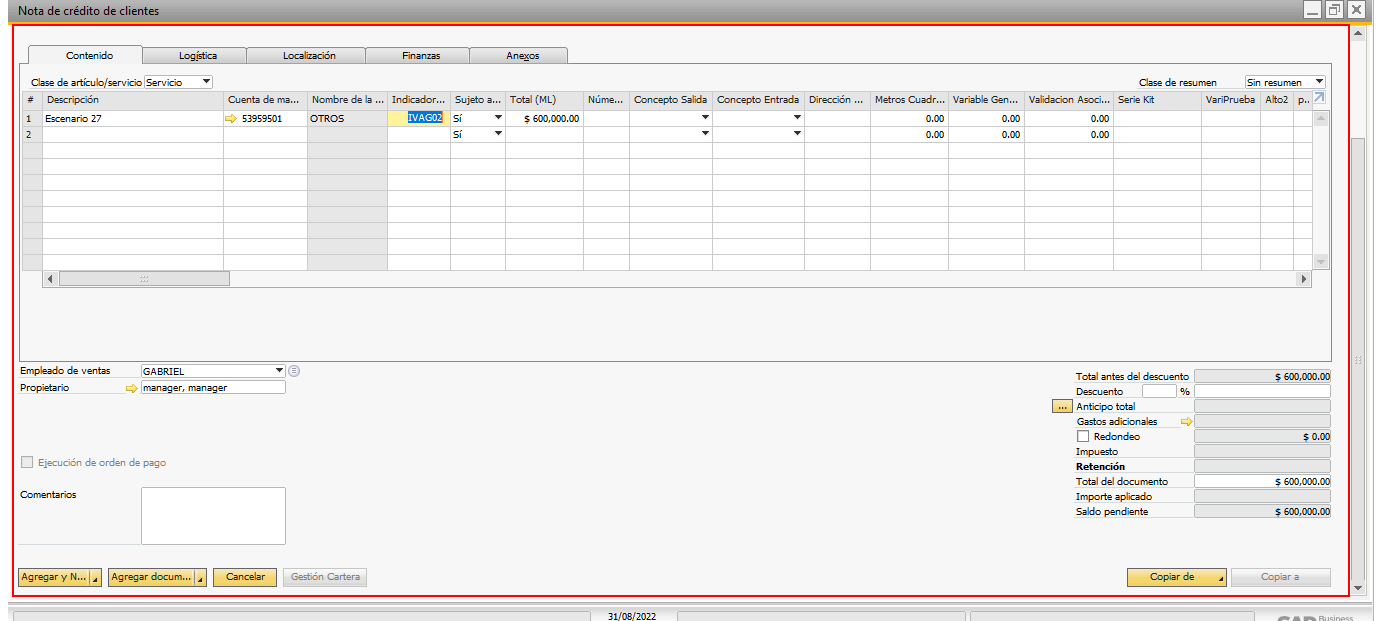 Nota de crédito de clientes
Contenido Logística Localización Finanzas Anexos
Clase de artículo/servicio Servicio Clase de resumen Sin resumen
# Descripción Cuenta de ma... Nombre de la ... Indicador... Sujeto a... Total (ML) Núme... Concepto Salida Concepto Entrada Dirección ... Metros Cuadr... Variable Gen... Validacion Asoci... Serie Kit VariPrueba Alto2 p...
1 Escenario 27 53959501 OTROS IVAG02 Sí $ 600,000.00 0.00 0.00 0.00
2 Sí 0.00 0.00 0.00
Empleado de ventas GABRIEL
Propietario manager, manager
Total antes del descuento $ 600,000.00
Descuento %
... Anticipo total
Gastos adicionales
Redondeo $ 0.00
Impuesto
Ejecución de orden de pago
Retención
Total del documento $ 600,000.00
Comentarios
Importe aplicado
Saldo pendiente $ 600,000.00
Agregar y N... Agregar docum... Cancelar Gestión Cartera Copiar de Copiar a
31/08/2022
SAP Business